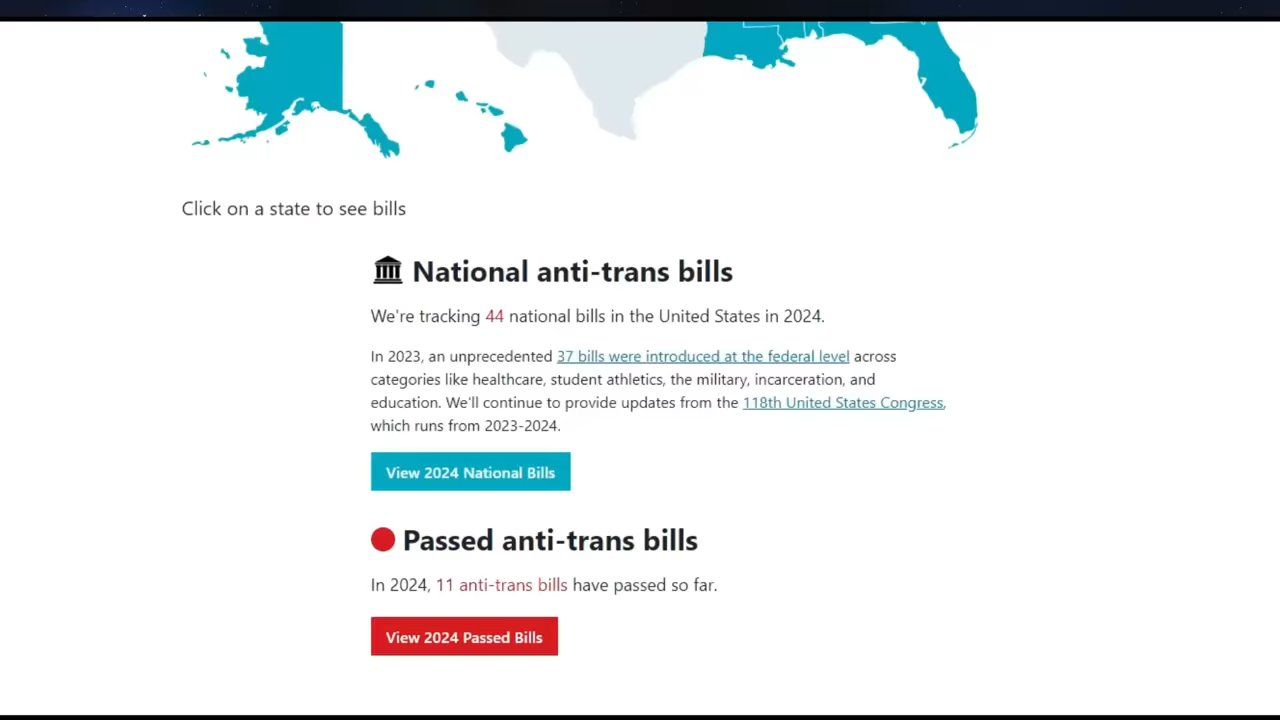 Click on a state to see bills
National anti-trans bills
We're tracking 44 national bills in the United States in 2024.
In 2023, an unprecedented 37 bills were introduced at the federal level across
categories like healthcare, student athletics, the military, incarceration, and
education. We'll continue to provide updates from the 118th United States Congress,
which runs from 2023-2024.
View 2024 National Bills
Passed anti-trans bills
In 2024, 11 anti-trans bills have passed so far.
View 2024 Passed Bills